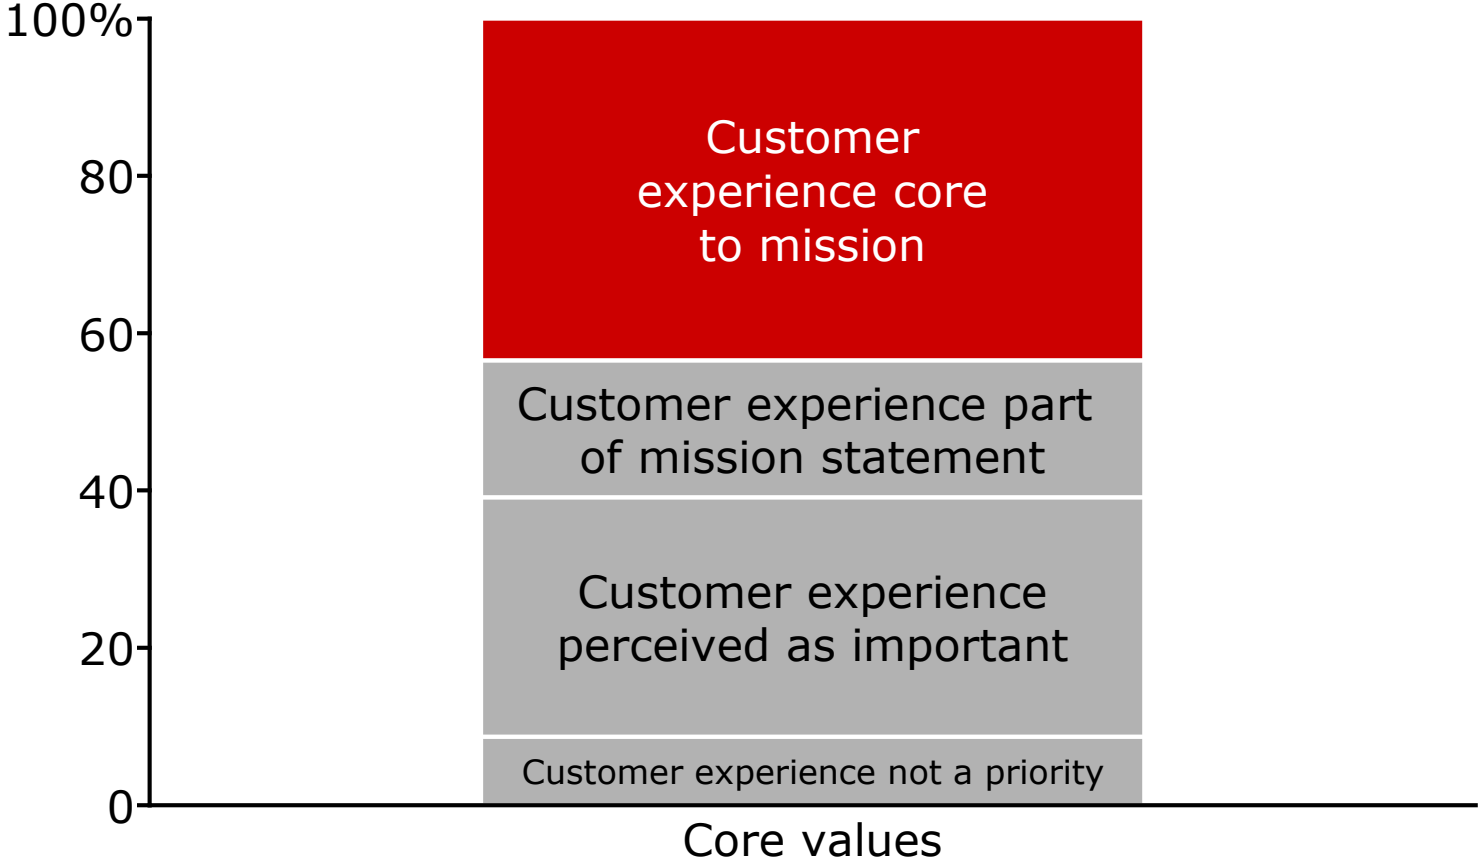 100%
80
60
40
20
0
Customer
experience core
to mission
Customer experience part
of mission statement
Customer experience
perceived as important
Customer experience not a priority
Core values